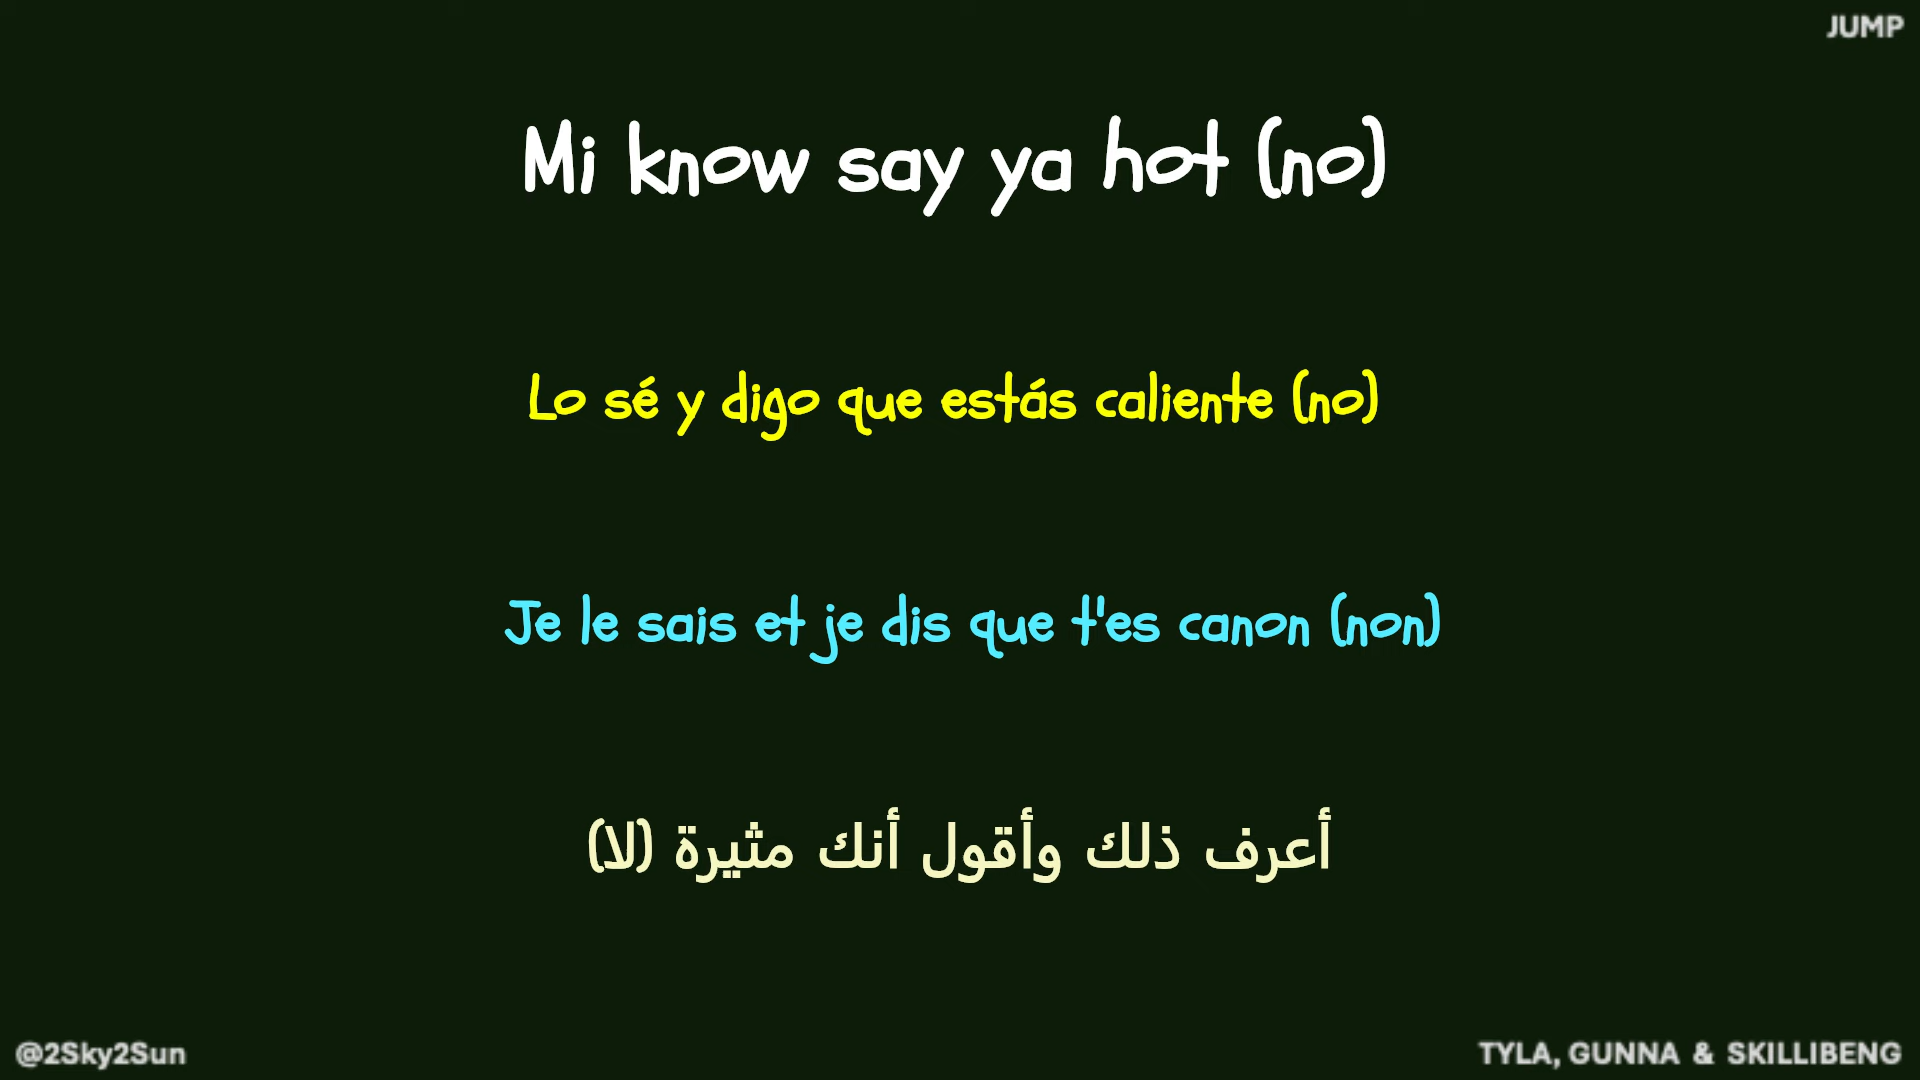 JUMP
Mi know say ya hot (no)
Lo sé y digo que estás caliente (no)
Je le sais et je dis que t'es canon (non)
أعرف ذلك وأقول أنك مثيرة (لا)
@2Sky2Sun
TYLA, GUNNA & SKILLIBENG